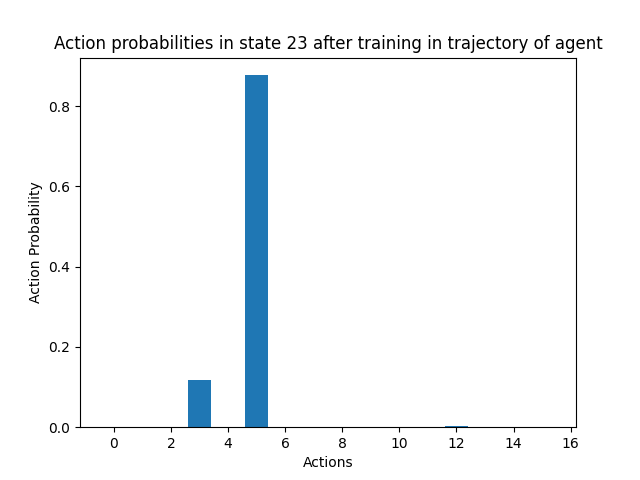 Action probabilities in state 23 after training in trajectory of agent
Action Probability
0.8
0.6
0.4
0.2
0.0
0 2 4 6 8 10 12 14 16
Actions